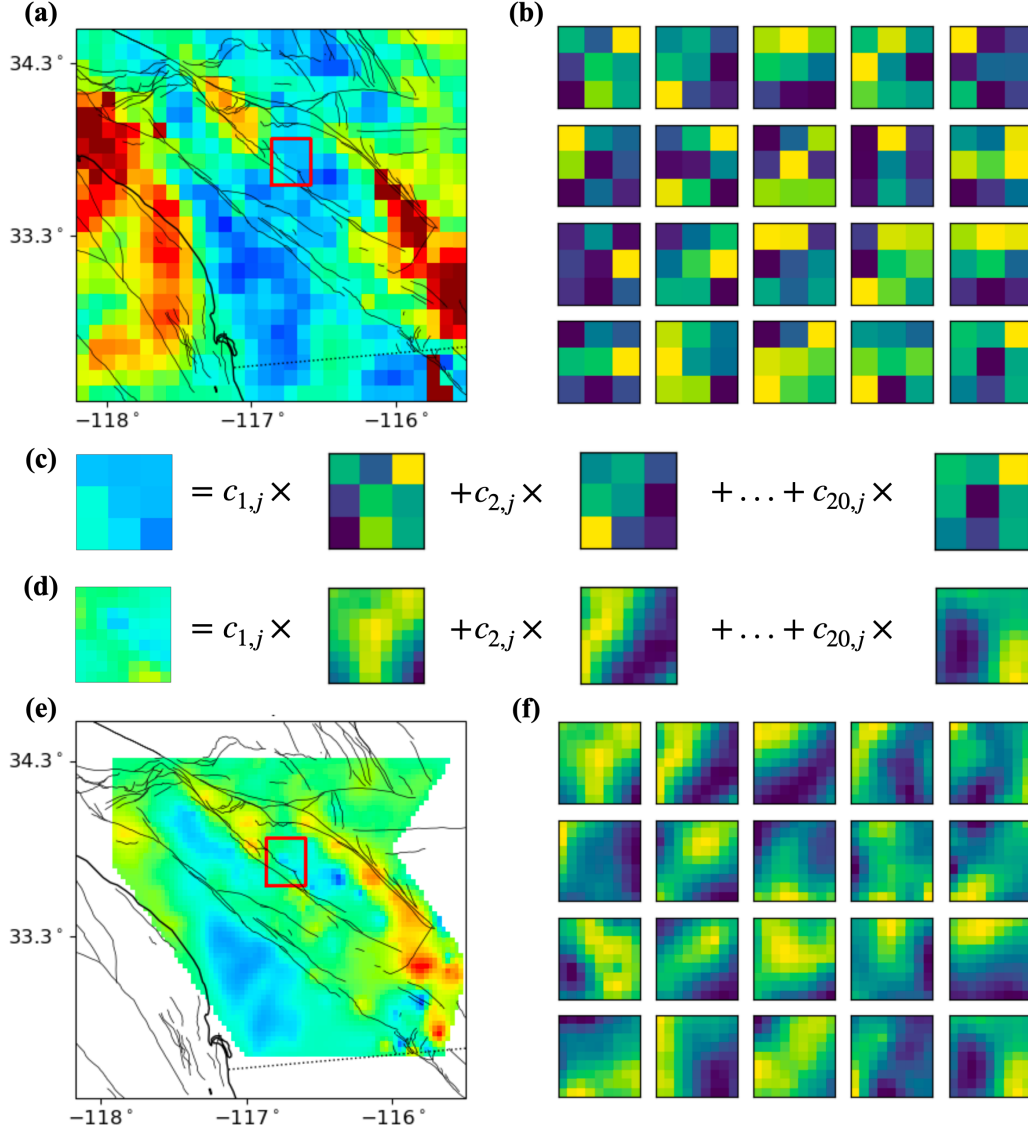 (a)
(b)
34.3°
33.3°
−118° −117° −116°
(c)
= c1,j × +c2,j × + … + c20,j ×
(d)
= c1,j × +c2,j × + … + c20,j ×
(e)
(f)
34.3°
33.3°
−118° −117° −116°